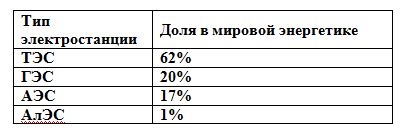 Тип
электростанции
Доля в мировой энергетике
ТЭС 62%
ГЭС 20%
АЭС 17%
АлЭС 1%